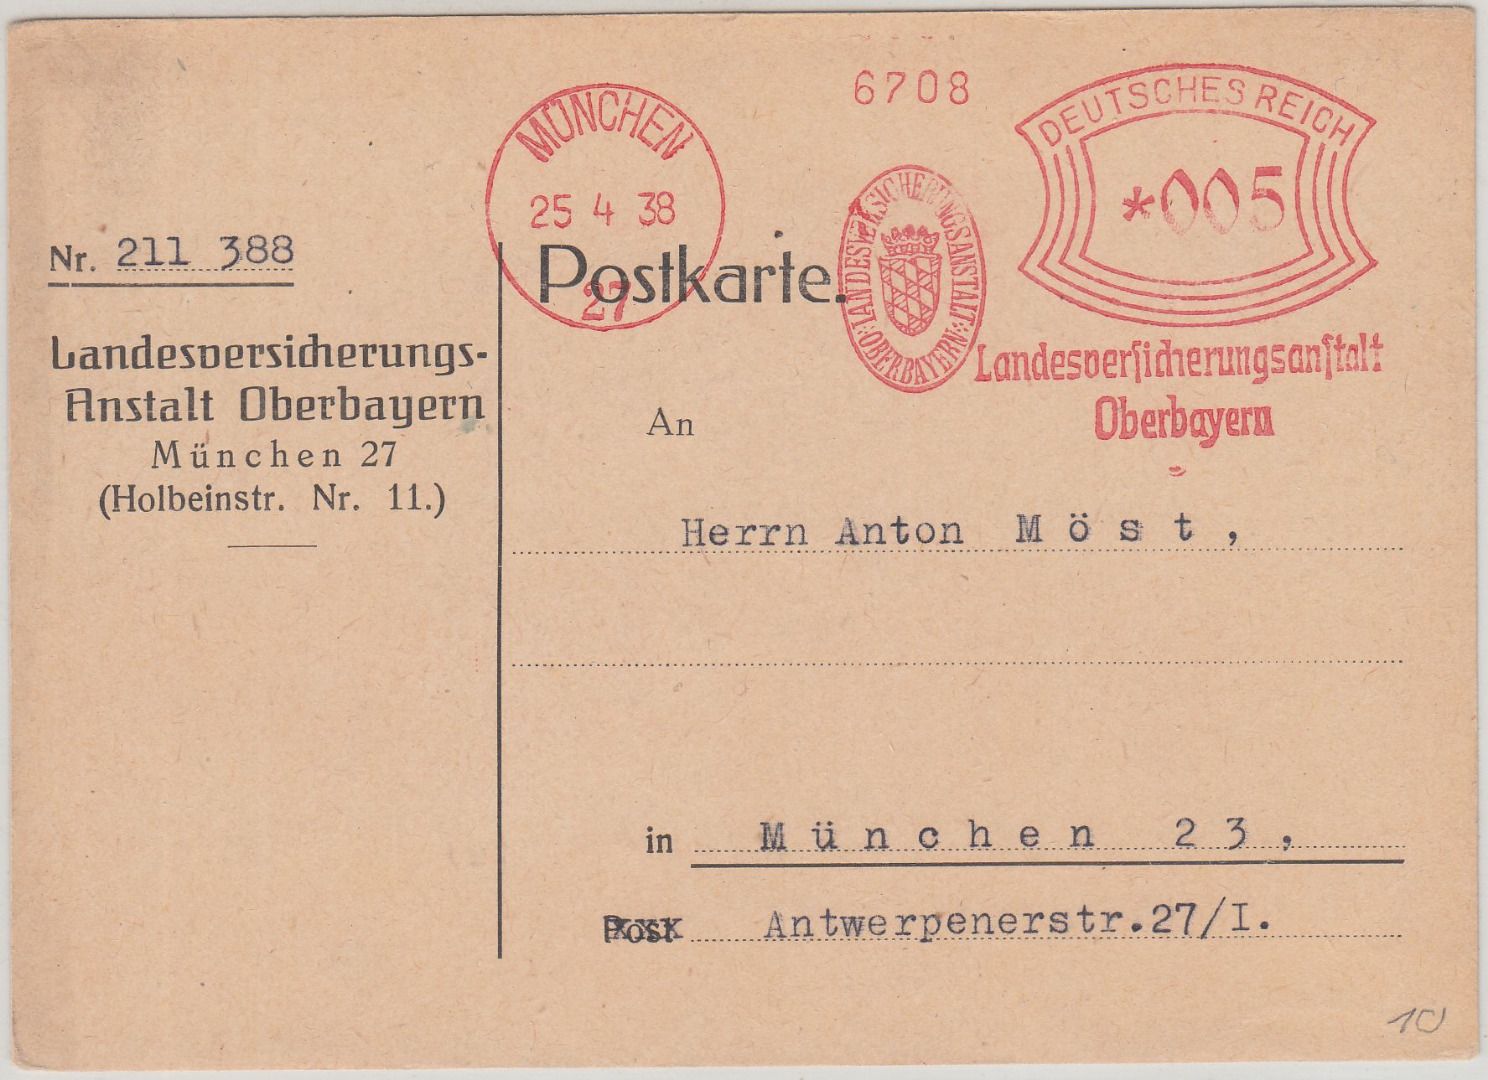 6708
DEUTSCHES REICH
*005
MÜNCHEN
25 4 38
27
LANDESVERSICHERUNGSANSTALT
OBERBAYERN
Landesversicherungsanstalt
Oberbayern
Nr. 211 388
Landesversicherungs-
Anstalt Oberbayern
München 27
(Holbeinstr. Nr. 11.)
Postkarte.
An
Herrn Anton Möst,
in München 23,
Post Antwerpenerstr.27/I.
10